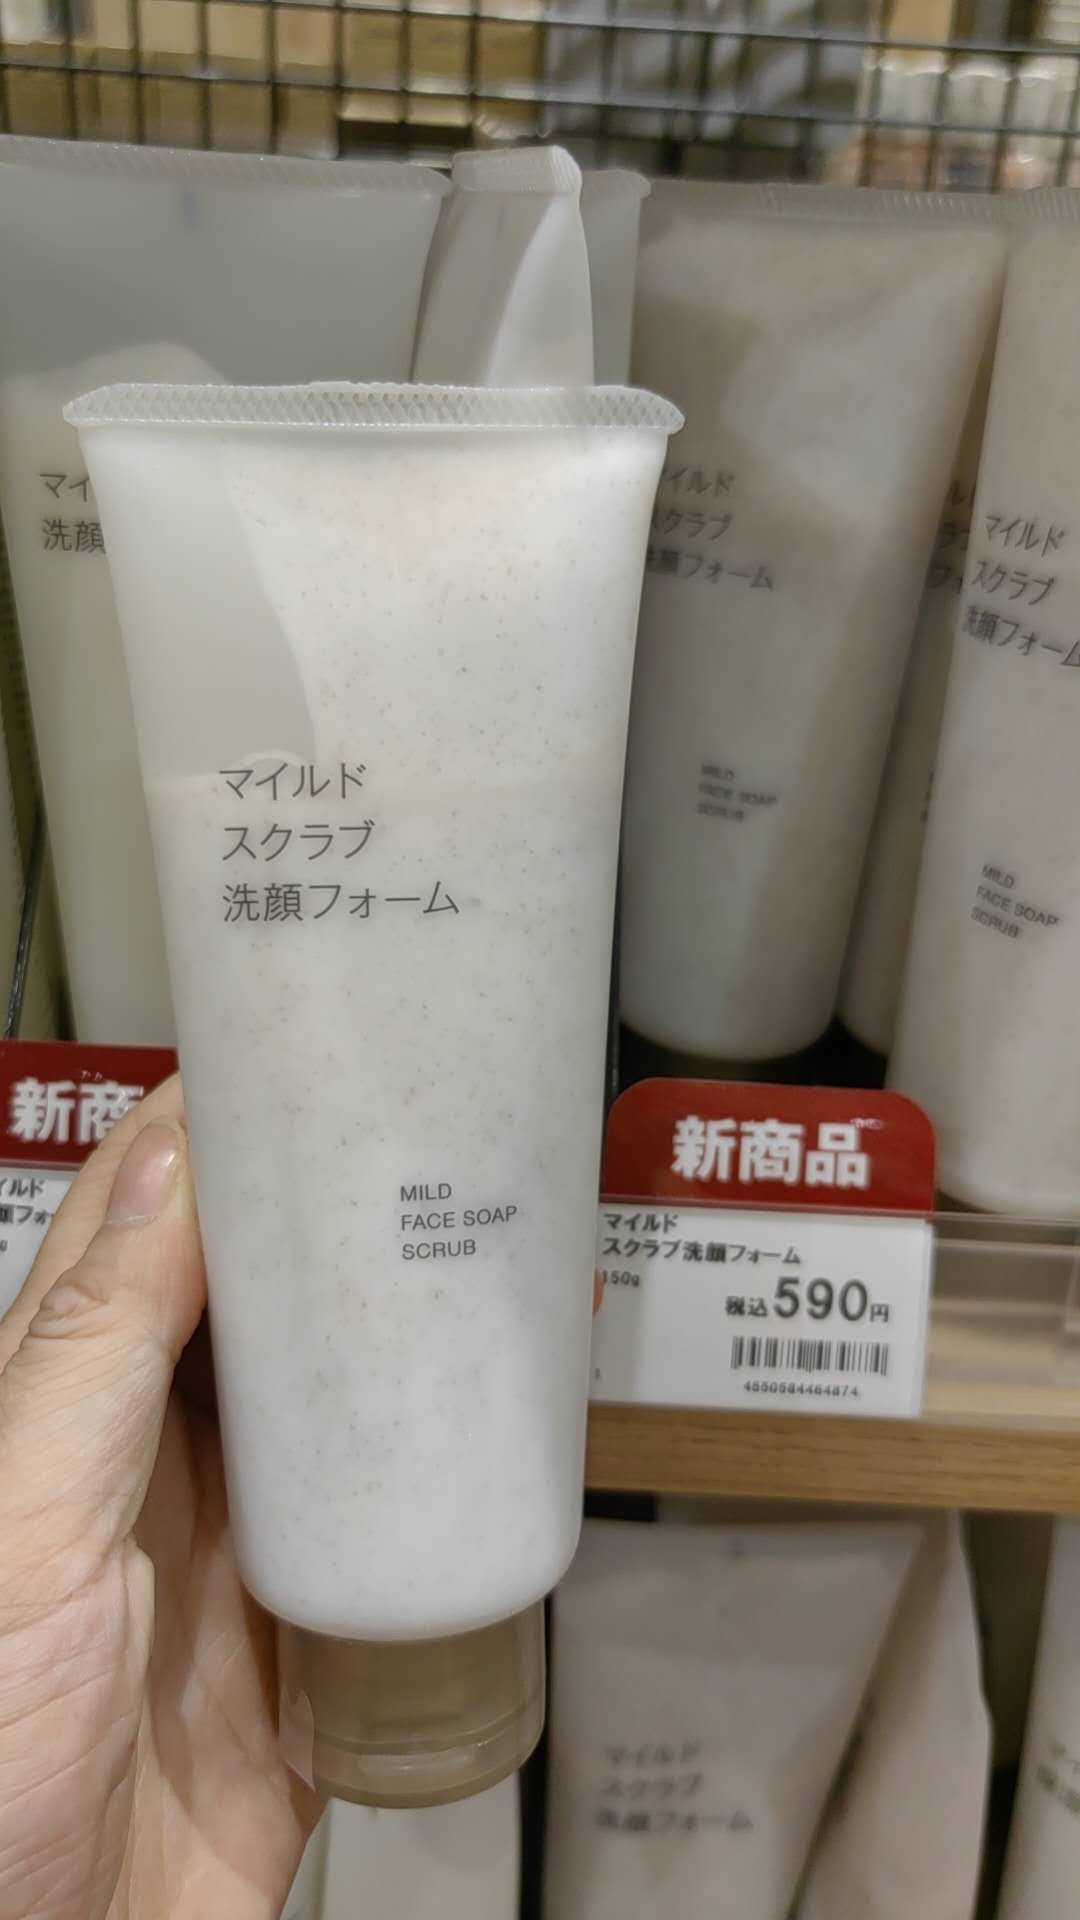 マイ
洗顔
マイルド
スクラブ
洗顔フォーム
MILD
FACE SOAP
SCRUB
イルド
スクラブ
洗顔フォーム
MILD
FACE SOAP
SCRUB
マイルド
スクラブ
洗顔フォーム
MILD
FACE SOAP
SCRUB
新商
イルド
顔フォ
新商品
マイルド
スクラブ洗顔フォーム
150g
税込590円
4550584464874
マイルド
スクラブ
洗顔フォーム